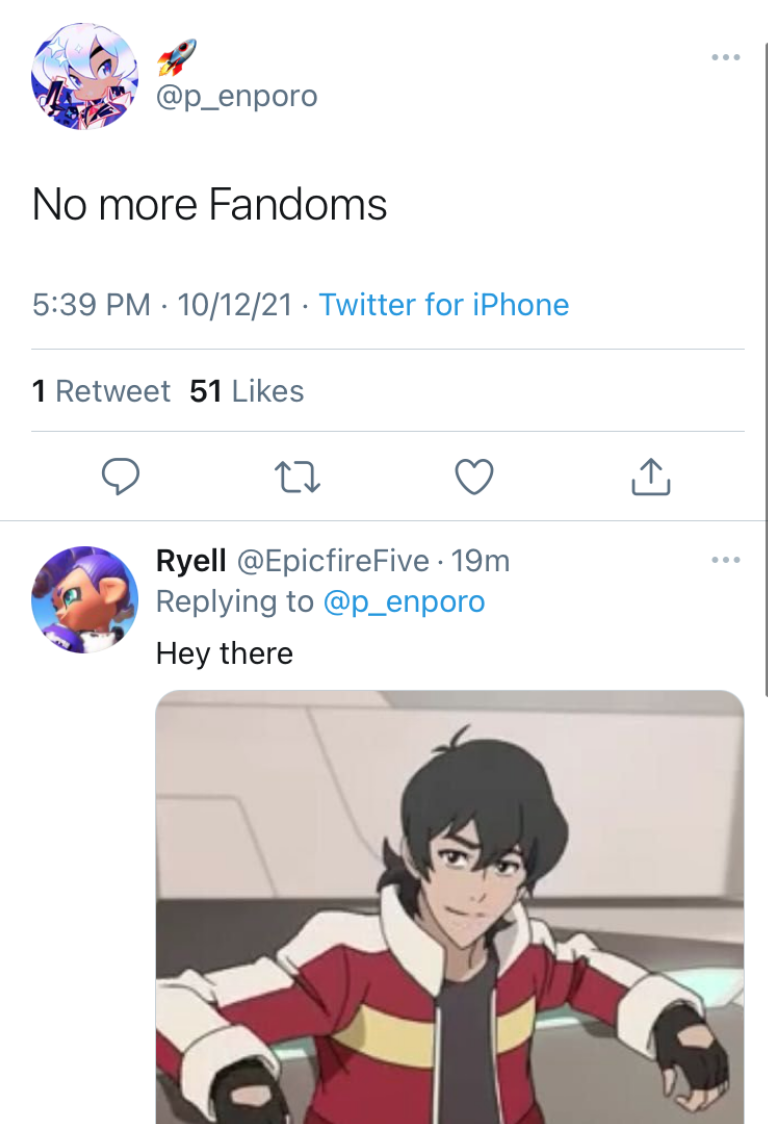 🚀
@p_enporo
No more Fandoms
5:39 PM · 10/12/21 · Twitter for iPhone
1 Retweet 51 Likes
Ryell @EpicfireFive · 19m
Replying to @p_enporo
Hey there